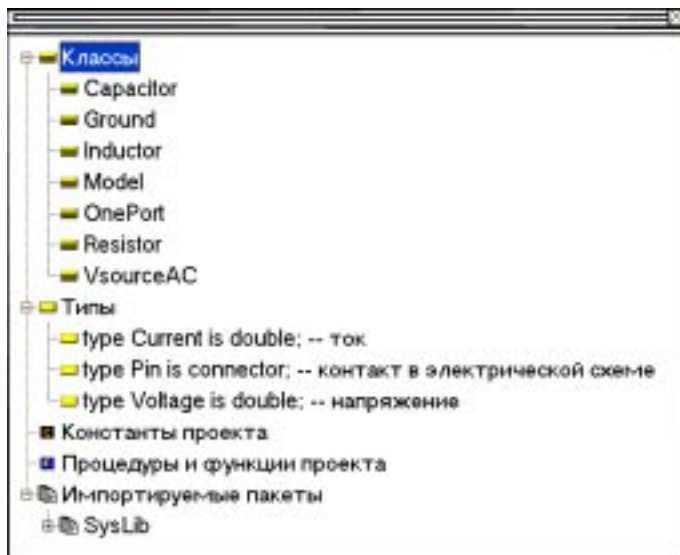 Классы
Capacitor
Ground
Inductor
Model
OnePort
Resistor
VsourceAC
Типы
type Current is double; -- ток
type Pin is connector; -- контакт в электрической схеме
type Voltage is double; -- напряжение
Константы проекта
Процедуры и функции проекта
Импортируемые пакеты
SysLib